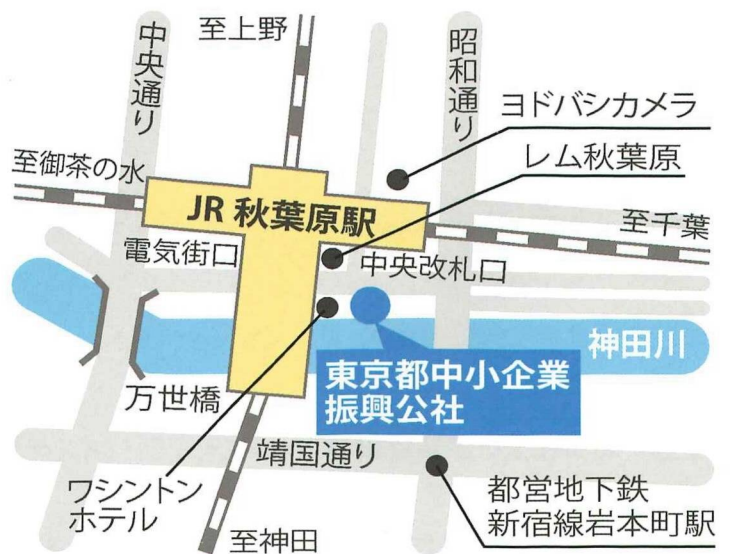 至上野
中央通り
昭和通り
ヨドバシカメラ
レム秋葉原
至御茶の水
JR 秋葉原駅
至千葉
電気街口
中央改札口
神田川
東京都中小企業
振興公社
万世橋
靖国通り
ワシントン
ホテル
都営地下鉄
新宿線岩本町駅
至神田